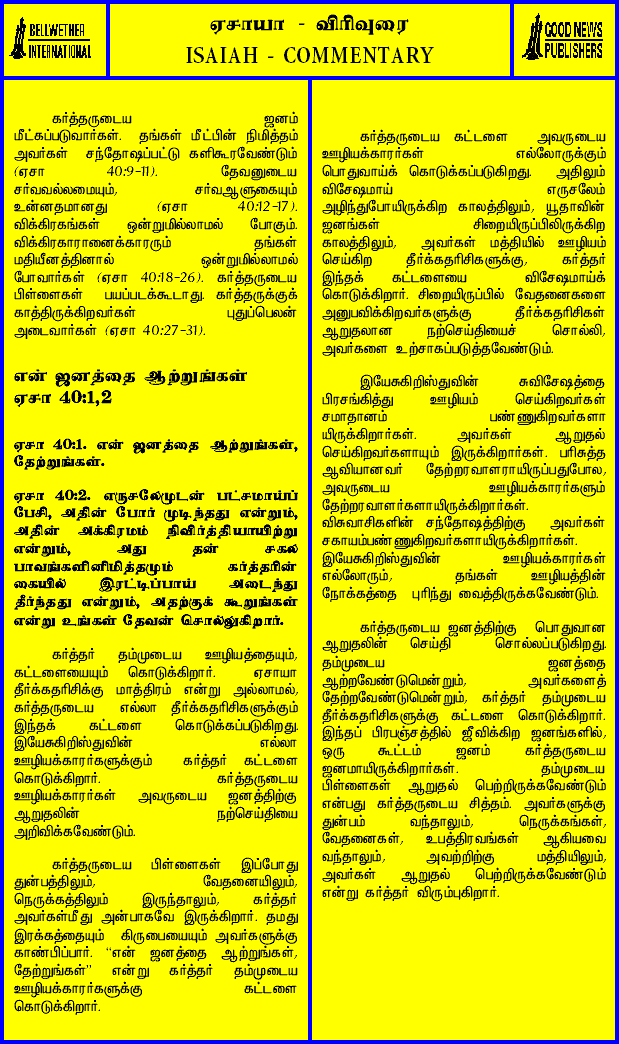 BELLWETHER
INTERNATIONAL
ஏசாயா - விரிவுரை
ISAIAH - COMMENTARY
GOOD NEWS
PUBLISHERS
கர்த்தருடைய ஜனம்
மீட்கப்படுவார்கள். தங்கள் மீட்பின் நிமித்தம்
அவர்கள் சந்தோஷப்பட்டு களிகூரவேண்டும்
(ஏசா 40:9-11). தேவனுடைய
சர்வவல்லமையும், சர்வஆளுகையும்
உன்னதமானது (ஏசா 40:12-17).
விக்கிரகங்கள் ஒன்றுமில்லாமல் போகும்.
விக்கிரகாரானைக்காரரும் தங்கள்
மதியீனத்தினால் ஒன்றுமில்லாமல்
போவார்கள் (ஏசா 40:18-26). கர்த்தருடைய
பிள்ளைகள் பயப்படக்கூடாது. கர்த்தருக்குக்
காத்திருக்கிறவர்கள் புதுப்பெலன்
அடைவார்கள் (ஏசா 40:27-31).
என் ஜனத்தை ஆற்றுங்கள்
ஏசா 40:1,2
ஏசா 40:1. என் ஜனத்தை ஆற்றுங்கள்,
தேற்றுங்கள்.
ஏசா 40:2. எருசலேமுடன் பட்சமாய்ப்
பேசி, அதின் போர் முடிந்தது என்றும்,
அதின் அக்கிரமம் நிவிர்த்தியாயிற்று
என்றும், அது தன் சகல
பாவங்களினிமித்தமும் கர்த்தரின்
கையில் இரட்டிப்பாய் அடைந்து
தீர்ந்தது என்றும், அதற்குக் கூறுங்கள்
என்று உங்கள் தேவன் சொல்லுகிறார்.
கர்த்தர் தம்முடைய ஊழியத்தையும்,
கட்டளையையும் கொடுக்கிறார். ஏசாயா
தீர்க்கதரிசிக்கு மாத்திரம் என்று அல்லாமல்,
கர்த்தருடைய எல்லா தீர்க்கதரிசிகளுக்கும்
இந்தக் கட்டளை கொடுக்கப்படுகிறது.
இயேசுகிறிஸ்துவின் எல்லா
ஊழியக்காரர்களுக்கும் கர்த்தர் கட்டளை
கொடுக்கிறார். கர்த்தருடைய
ஊழியக்காரர்கள் அவருடைய ஜனத்திற்கு
ஆறுதலின் நற்செய்தியை
அறிவிக்கவேண்டும்.
கர்த்தருடைய பிள்ளைகள் இப்போது
துன்பத்திலும், வேதனையிலும்,
நெருக்கத்திலும் இருந்தாலும், கர்த்தர்
அவர்கள்மீது அன்பாகவே இருக்கிறார். தமது
இரக்கத்தையும் கிருபையையும் அவர்களுக்கு
காண்பிப்பார். “என் ஜனத்தை ஆற்றுங்கள்,
தேற்றுங்கள்” என்று கர்த்தர் தம்முடைய
ஊழியக்காரர்களுக்கு கட்டளை
கொடுக்கிறார்.
கர்த்தருடைய கட்டளை அவருடைய
ஊழியக்காரர்கள் எல்லோருக்கும்
பொதுவாய்க் கொடுக்கப்படுகிறது. அதிலும்
விசேஷமாய் எருசலேம்
அழிந்துபோயிருக்கிற காலத்திலும், யூதாவின்
ஜனங்கள் சிறையிருப்பிலிருக்கிற
காலத்திலும், அவர்கள் மத்தியில் ஊழியம்
செய்கிற தீர்க்கதரிசிகளுக்கு, கர்த்தர்
இந்தக் கட்டளையை விசேஷமாய்க்
கொடுக்கிறார். சிறையிருப்பில் வேதனைகளை
அனுபவிக்கிறவர்களுக்கு தீர்க்கதரிசிகள்
ஆறுதலான நற்செய்தியைச் சொல்லி,
அவர்களை உற்சாகப்படுத்தவேண்டும்.
இயேசுகிறிஸ்துவின் சுவிசேஷத்தை
பிரசங்கித்து ஊழியம் செய்கிறவர்கள்
சமாதானம் பண்ணுகிறவர்களா
யிருக்கிறார்கள். அவர்கள் ஆறுதல்
செய்கிறவர்களாயும் இருக்கிறார்கள். பரிசுத்த
ஆவியானவர் தேற்றரவாளராயிருப்பதுபோல,
அவருடைய ஊழியக்காரர்களும்
தேற்றரவாளர்களாயிருக்கிறார்கள்.
விசுவாசிகளின் சந்தோஷத்திற்கு அவர்கள்
சகாயம்பண்ணுகிறவர்களாயிருக்கிறார்கள்.
இயேசுகிறிஸ்துவின் ஊழியக்காரர்கள்
எல்லோரும், தங்கள் ஊழியத்தின்
நோக்கத்தை புரிந்து வைத்திருக்கவேண்டும்.
கர்த்தருடைய ஜனத்திற்கு பொதுவான
ஆறுதலின் செய்தி சொல்லப்படுகிறது.
தம்முடைய ஜனத்தை
ஆற்றவேண்டுமென்றும், அவர்களைத்
தேற்றவேண்டுமென்றும், கர்த்தர் தம்முடைய
தீர்க்கதரிசிகளுக்கு கட்டளை கொடுக்கிறார்.
இந்தப் பிரபஞ்சத்தில் ஜீவிக்கிற ஜனங்களில்,
ஒரு கூட்டம் ஜனம் கர்த்தருடைய
ஜனமாயிருக்கிறார்கள். தம்முடைய
பிள்ளைகள் ஆறுதல் பெற்றிருக்கவேண்டும்
என்பது கர்த்தருடைய சித்தம். அவர்களுக்கு
துன்பம் வந்தாலும், நெருக்கங்கள்,
வேதனைகள், உபத்திரவங்கள் ஆகியவை
வந்தாலும், அவற்றிற்கு மத்தியிலும்,
அவர்கள் ஆறுதல் பெற்றிருக்கவேண்டும்
என்று கர்த்தர் விரும்புகிறார்.